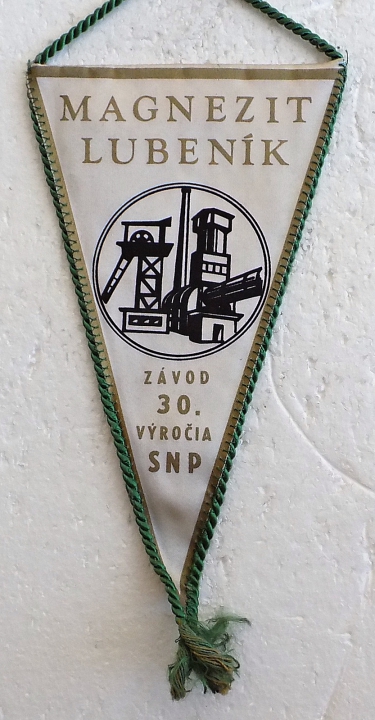 MAGNEZIT
LUBENÍK
ZÁVOD
30.
VÝROČIA
SNP